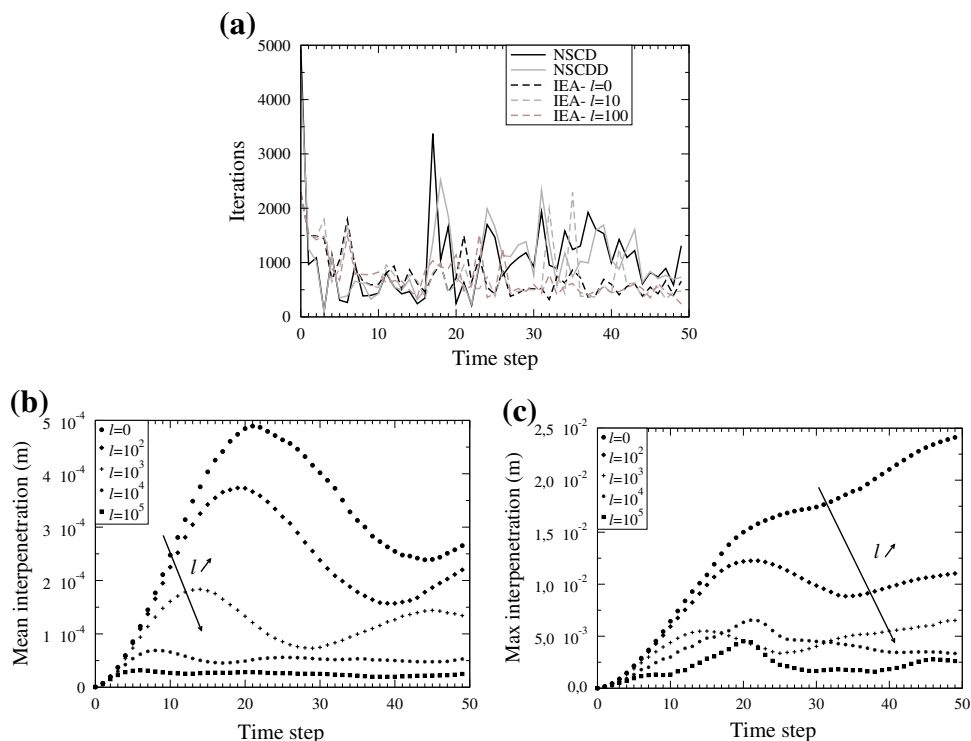 (a)
5000
4000
3000
2000
1000
0
Iterations
NSCD
NSCDD
IEA- l=0
IEA- l=10
IEA- l=100
0 10 20 30 40 50
Time step
(b)
5 10⁻⁴
4 10⁻⁴
3 10⁻⁴
2 10⁻⁴
1 10⁻⁴
0
Mean interpenetration (m)
l=0
l=10²
l=10³
l=10⁴
l=10⁵
l
0 10 20 30 40 50
Time step
(c)
2,5 10⁻²
2,0 10⁻²
1,5 10⁻²
1,0 10⁻²
5,0 10⁻³
0,0
Max interpenetration (m)
l=0
l=10²
l=10³
l=10⁴
l=10⁵
l
0 10 20 30 40 50
Time step